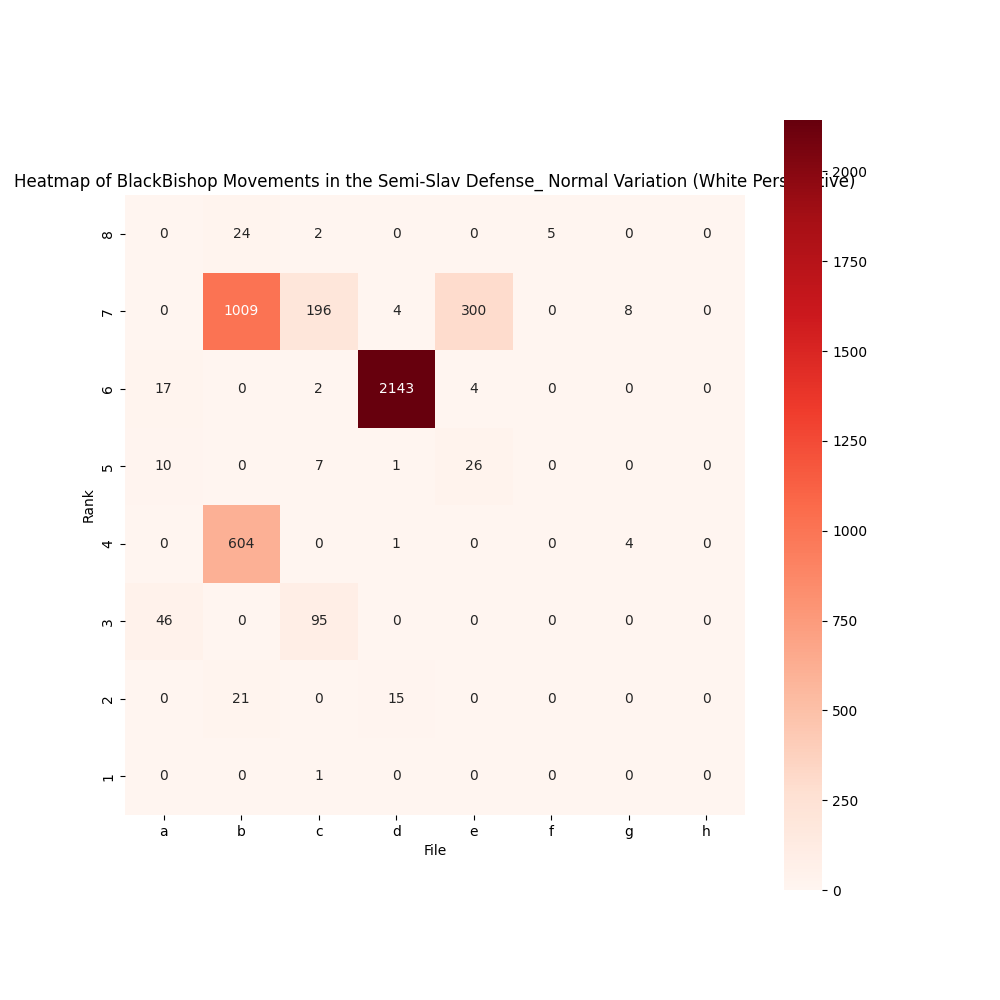 Heatmap of BlackBishop Movements in the Semi-Slav Defense_ Normal Variation (White Pers    tive)
8 0 24 2 0 0 5 0 0
7 0 1009 196 4 300 0 8 0
6 17 0 2 2143 4 0 0 0
5 10 0 7 1 26 0 0 0
Rank
4 0 604 0 1 0 0 4 0
3 46 0 95 0 0 0 0 0
2 0 21 0 15 0 0 0 0
1 0 0 1 0 0 0 0 0
a b c d e f g h
File
2000
1750
1500
1250
1000
750
500
250
0